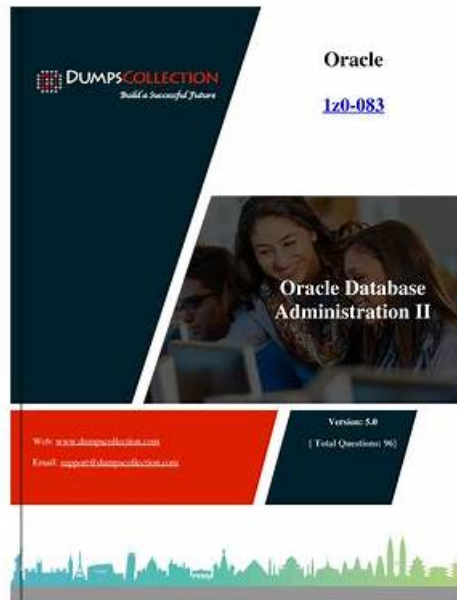 DUMPSCOLLECTION
Build a Successful Future
Oracle
1z0-083
Oracle Database
Administration II
Web: www.dumpscollection.com
Email: support@dumpscollection.com
Version: 5.0
[ Total Questions: 96]